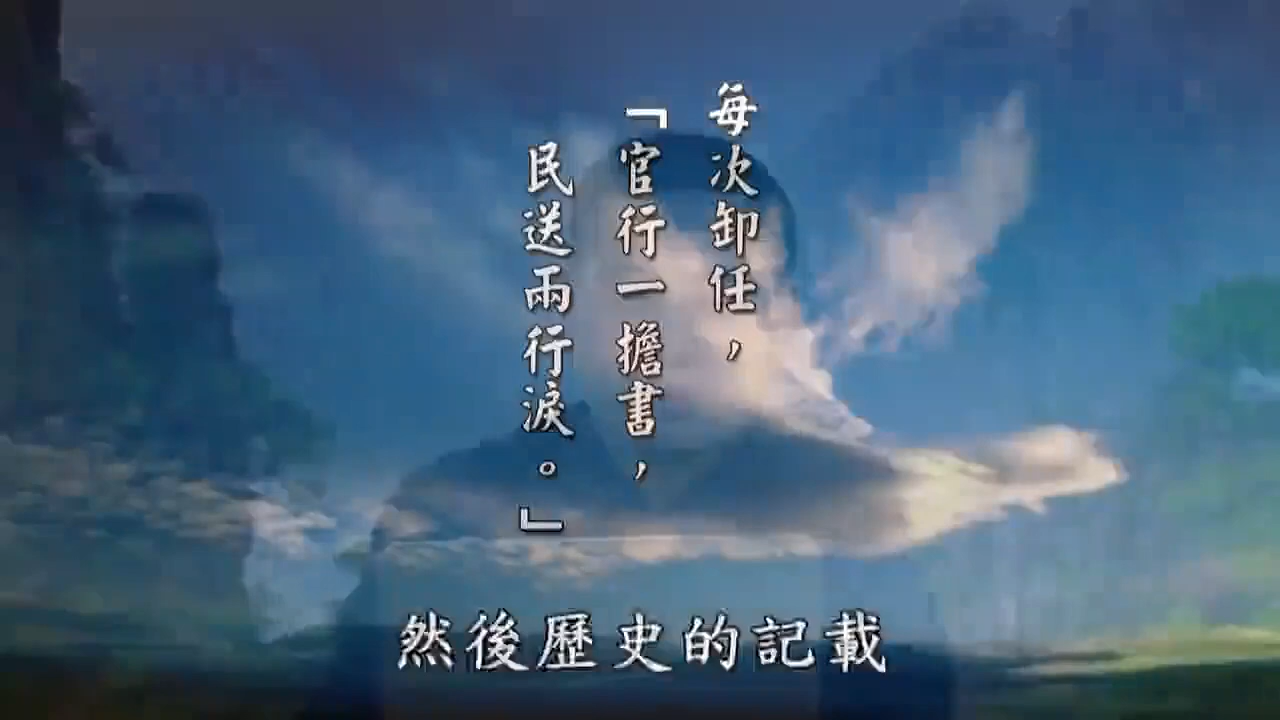 每次卸任，
「官行一擔書，
民送兩行淚。」
然後歷史的記載